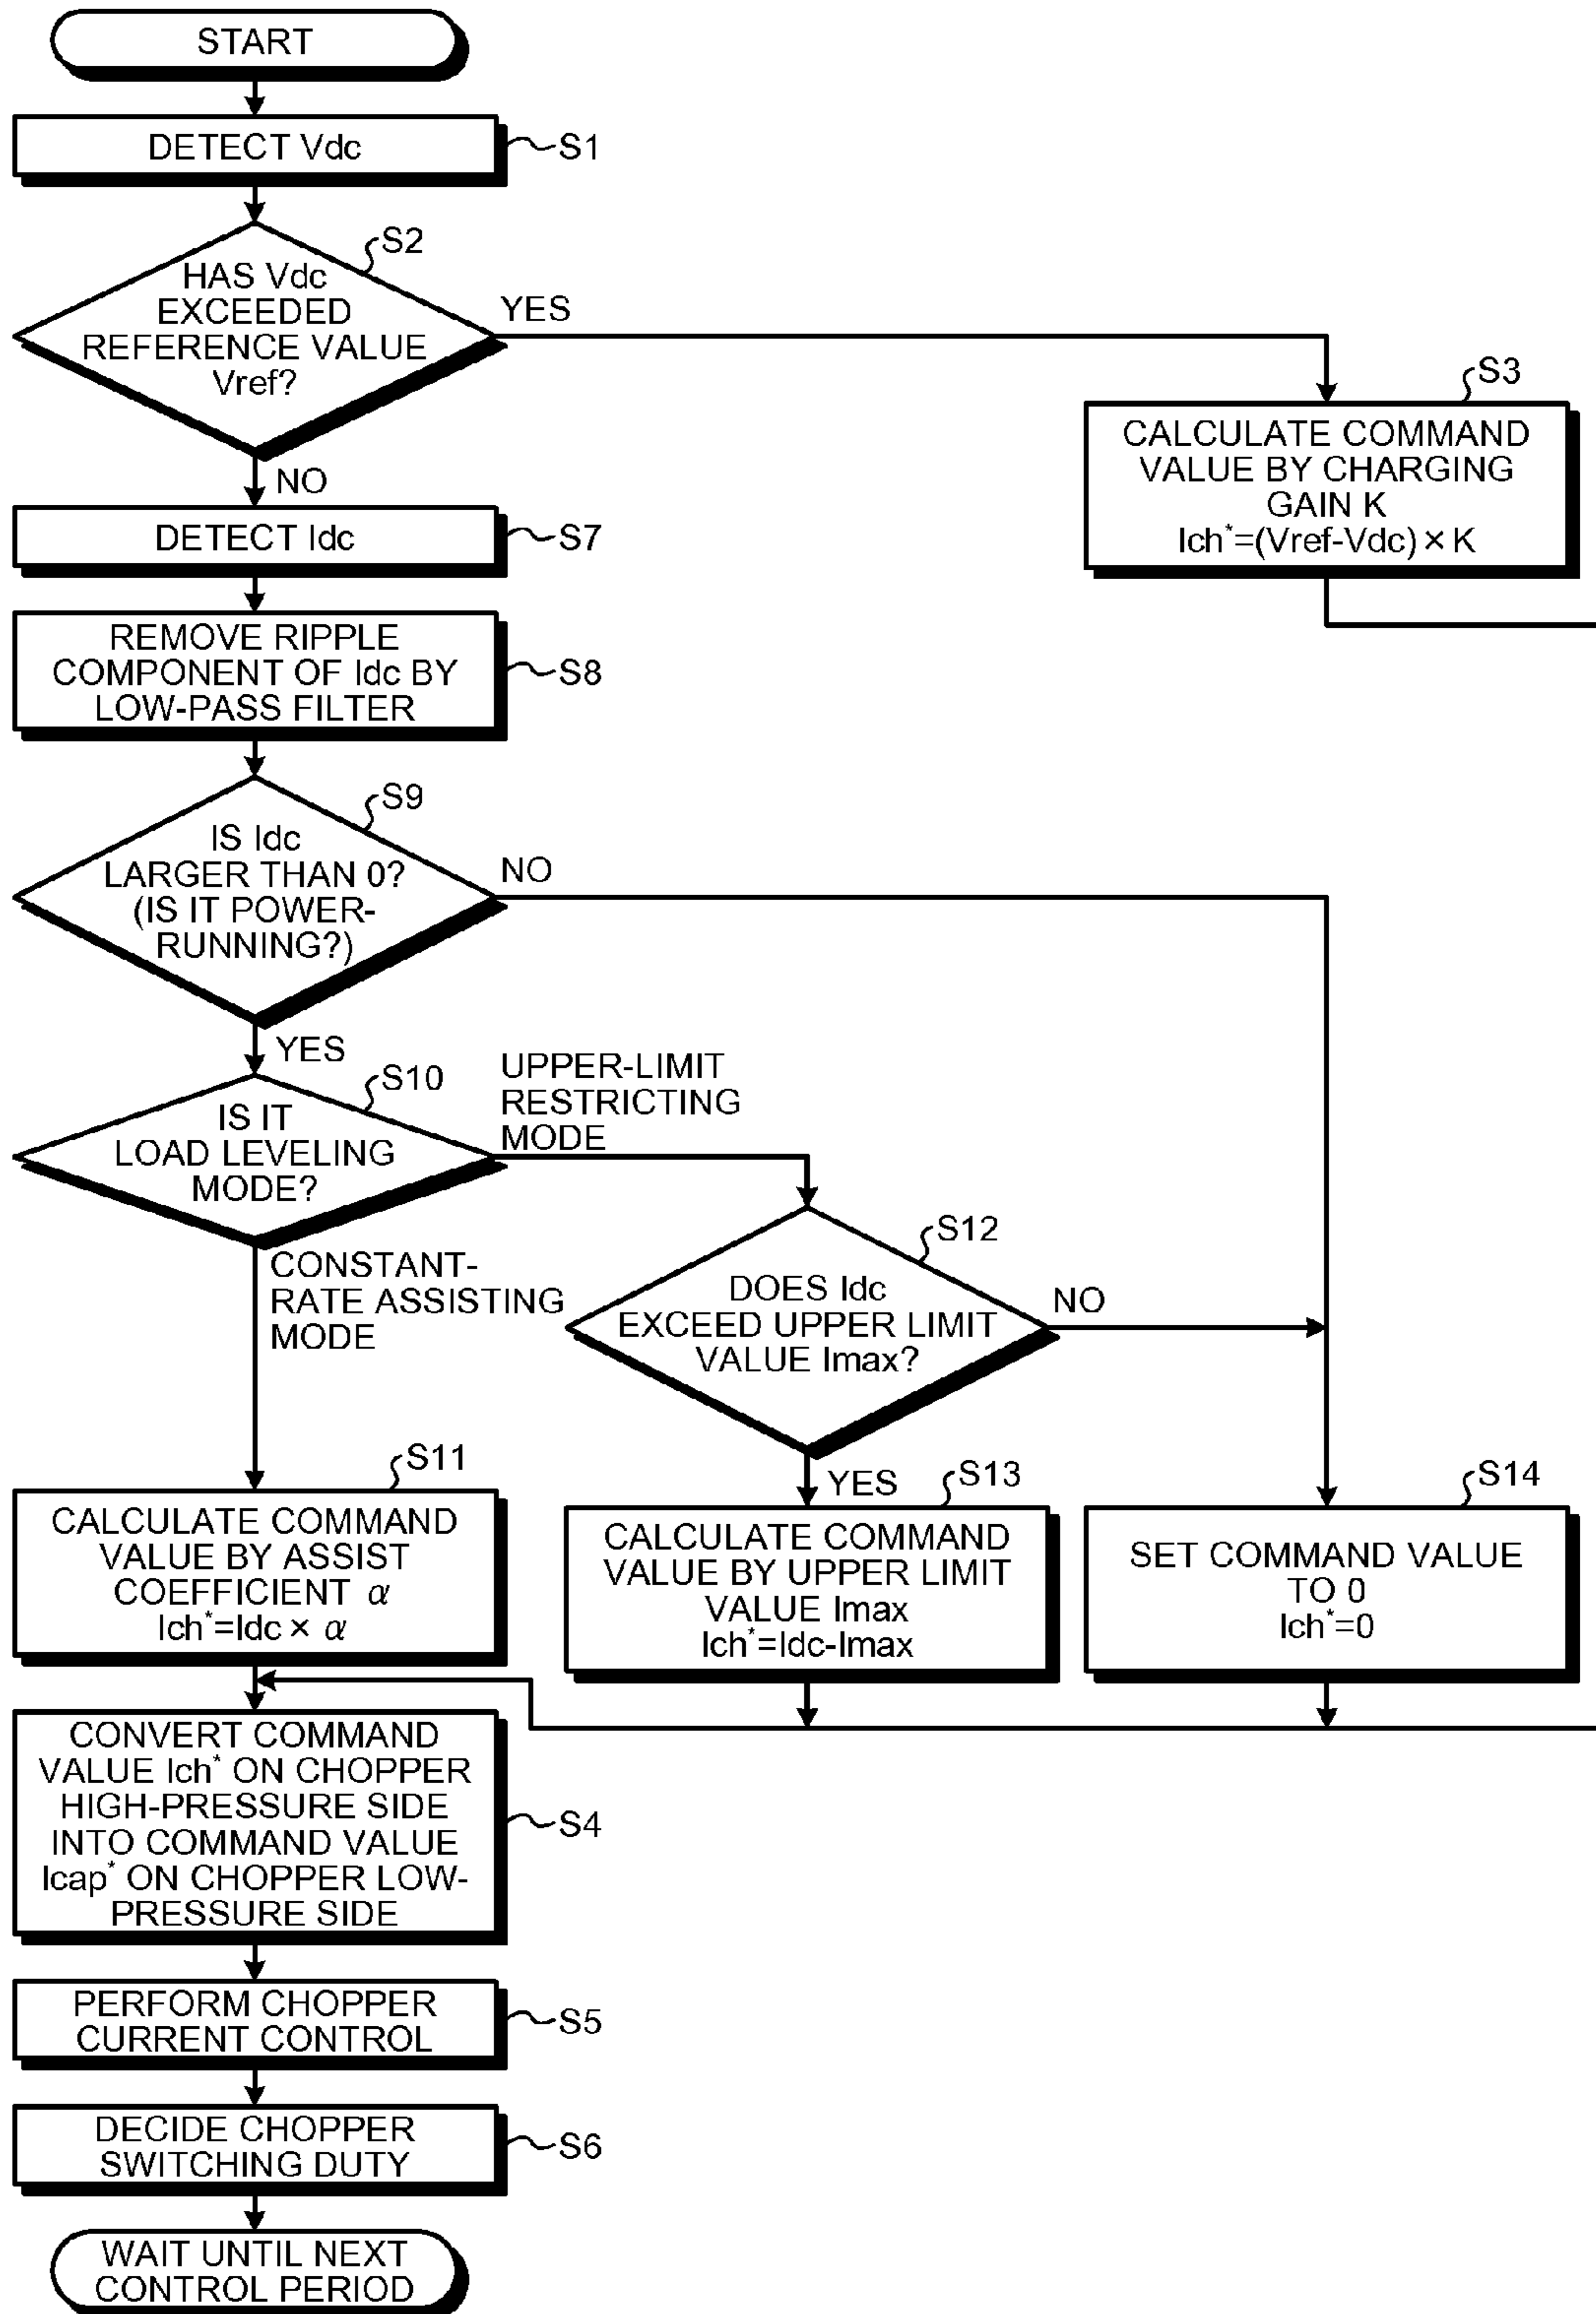 START
DETECT Vdc
S1
S2
HAS Vdc
EXCEEDED
REFERENCE VALUE
Vref?
YES
NO
S3
CALCULATE COMMAND
VALUE BY CHARGING
GAIN K
Ich*=(Vref-Vdc) × K
DETECT Idc
S7
REMOVE RIPPLE
COMPONENT OF Idc BY
LOW-PASS FILTER
S8
S9
IS Idc
LARGER THAN 0?
(IS IT POWER-
RUNNING?)
NO
YES
S10
IS IT
LOAD LEVELING
MODE?
UPPER-LIMIT
RESTRICTING
MODE
CONSTANT-
RATE ASSISTING
MODE
S12
DOES Idc
EXCEED UPPER LIMIT
VALUE Imax?
NO
YES
S11
CALCULATE COMMAND
VALUE BY ASSIST
COEFFICIENT α
Ich*=Idc × α
S13
CALCULATE COMMAND
VALUE BY UPPER LIMIT
VALUE Imax
Ich*=Idc-Imax
S14
SET COMMAND VALUE
TO 0
Ich*=0
CONVERT COMMAND
VALUE Ich* ON CHOPPER
HIGH-PRESSURE SIDE
INTO COMMAND VALUE
Icap* ON CHOPPER LOW-
PRESSURE SIDE
S4
PERFORM CHOPPER
CURRENT CONTROL
S5
DECIDE CHOPPER
SWITCHING DUTY
S6
WAIT UNTIL NEXT
CONTROL PERIOD